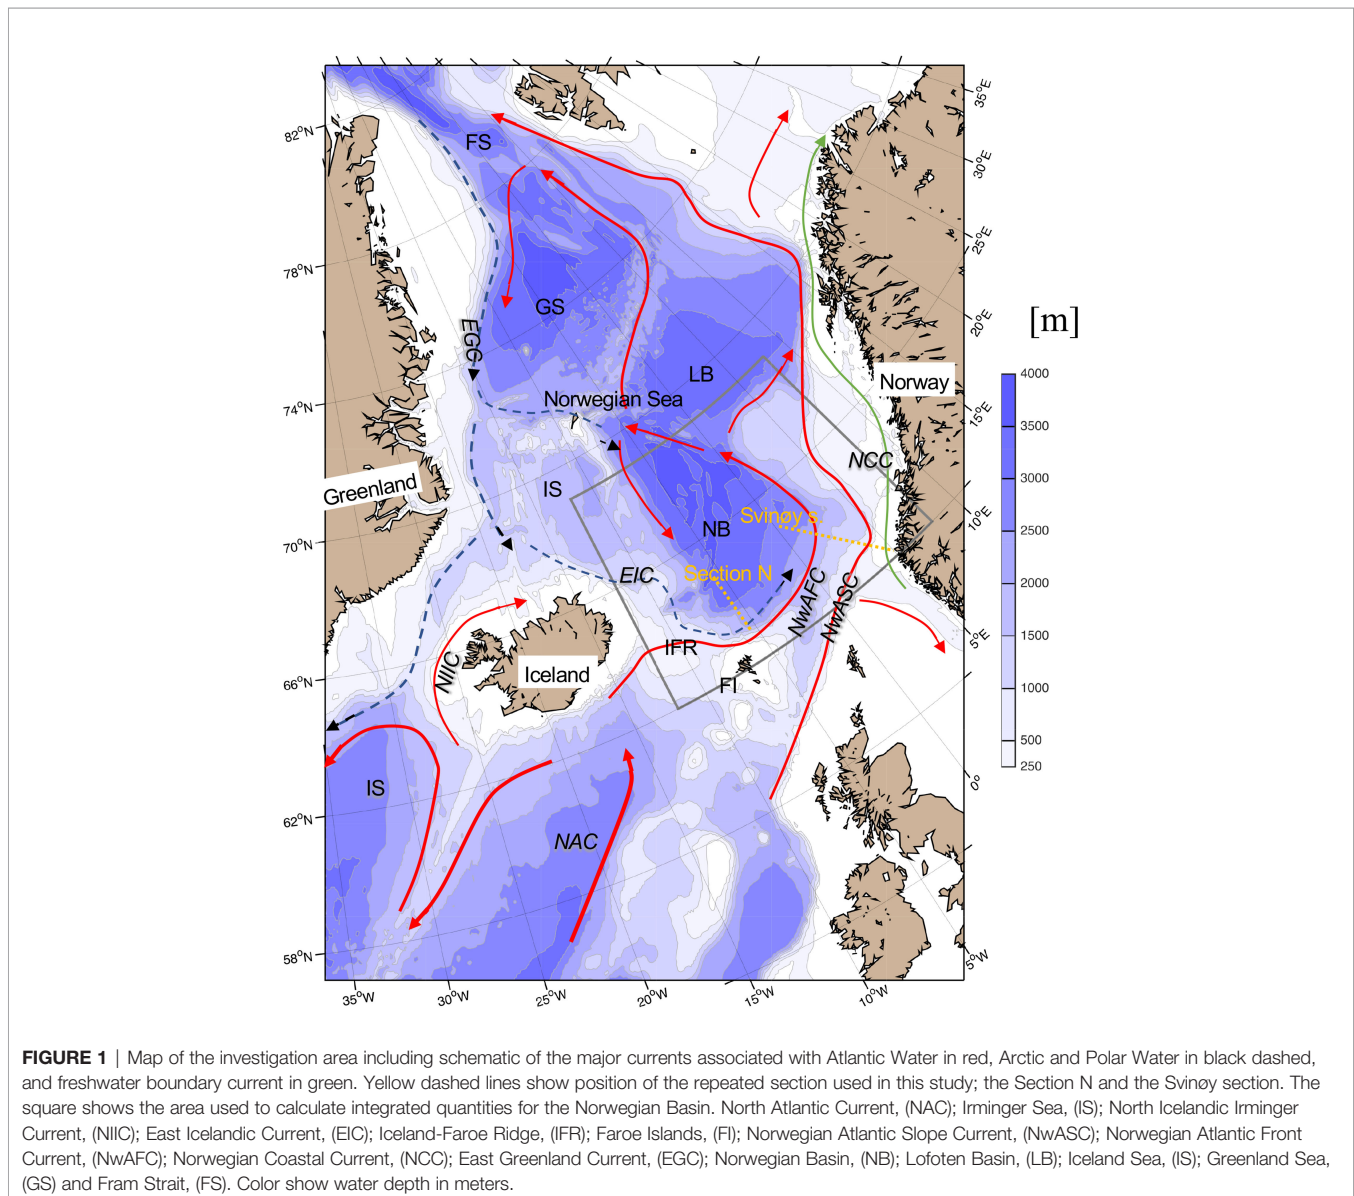 82°N
78°N
74°N
70°N
66°N
62°N
58°N
35°W
30°W
25°W
20°W
15°W
10°W
5°W
0°
5°E
10°E
15°E
20°E
25°E
30°E
35°E
FS
GS
EGC
LB
Norwegian Sea
Norway
NCC
Greenland
IS
NB
Svinøy s.
Section N
EIC
NwAFC
NwASC
IFR
FI
NIIC
Iceland
IS
NAC
[m]
4000
3500
3000
2500
2000
1500
1000
500
250
FIGURE 1 | Map of the investigation area including schematic of the major currents associated with Atlantic Water in red, Arctic and Polar Water in black dashed,
and freshwater boundary current in green. Yellow dashed lines show position of the repeated section used in this study; the Section N and the Svinøy section. The
square shows the area used to calculate integrated quantities for the Norwegian Basin. North Atlantic Current, (NAC); Irminger Sea, (IS); North Icelandic Irminger
Current, (NIIC); East Icelandic Current, (EIC); Iceland-Faroe Ridge, (IFR); Faroe Islands, (FI); Norwegian Atlantic Slope Current, (NwASC); Norwegian Atlantic Front
Current, (NwAFC); Norwegian Coastal Current, (NCC); East Greenland Current, (EGC); Norwegian Basin, (NB); Lofoten Basin, (LB); Iceland Sea, (IS); Greenland Sea,
(GS) and Fram Strait, (FS). Color show water depth in meters.